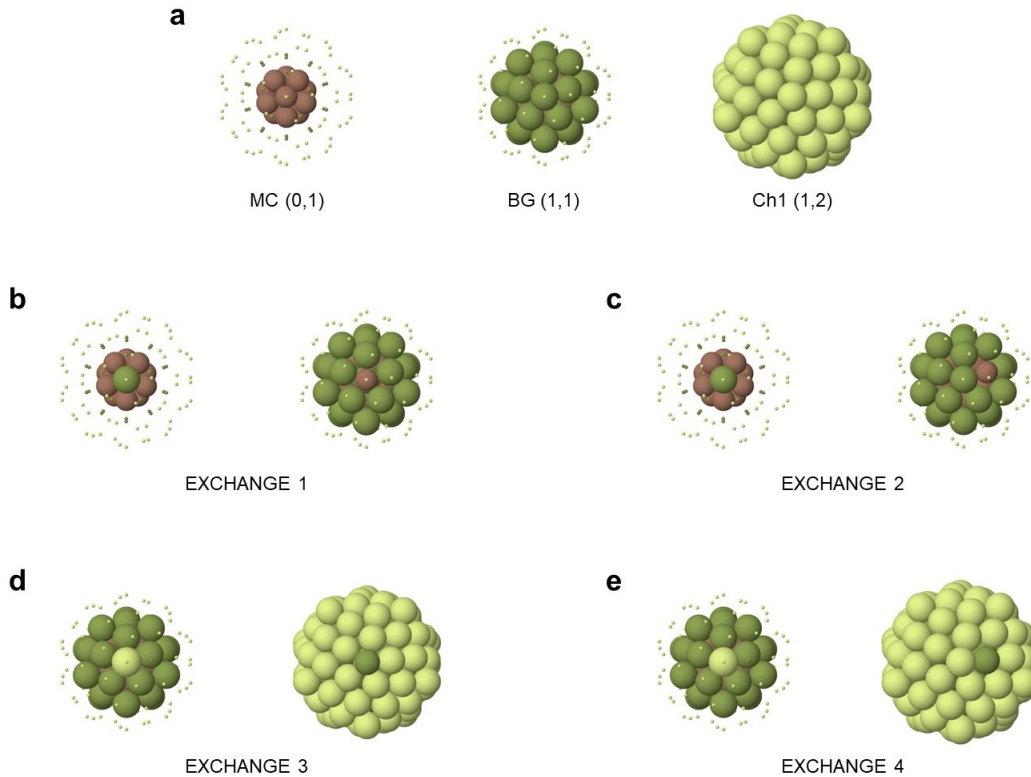 a
MC (0,1)
BG (1,1)
Ch1 (1,2)
b
c
EXCHANGE 1
EXCHANGE 2
d
e
EXCHANGE 3
EXCHANGE 4